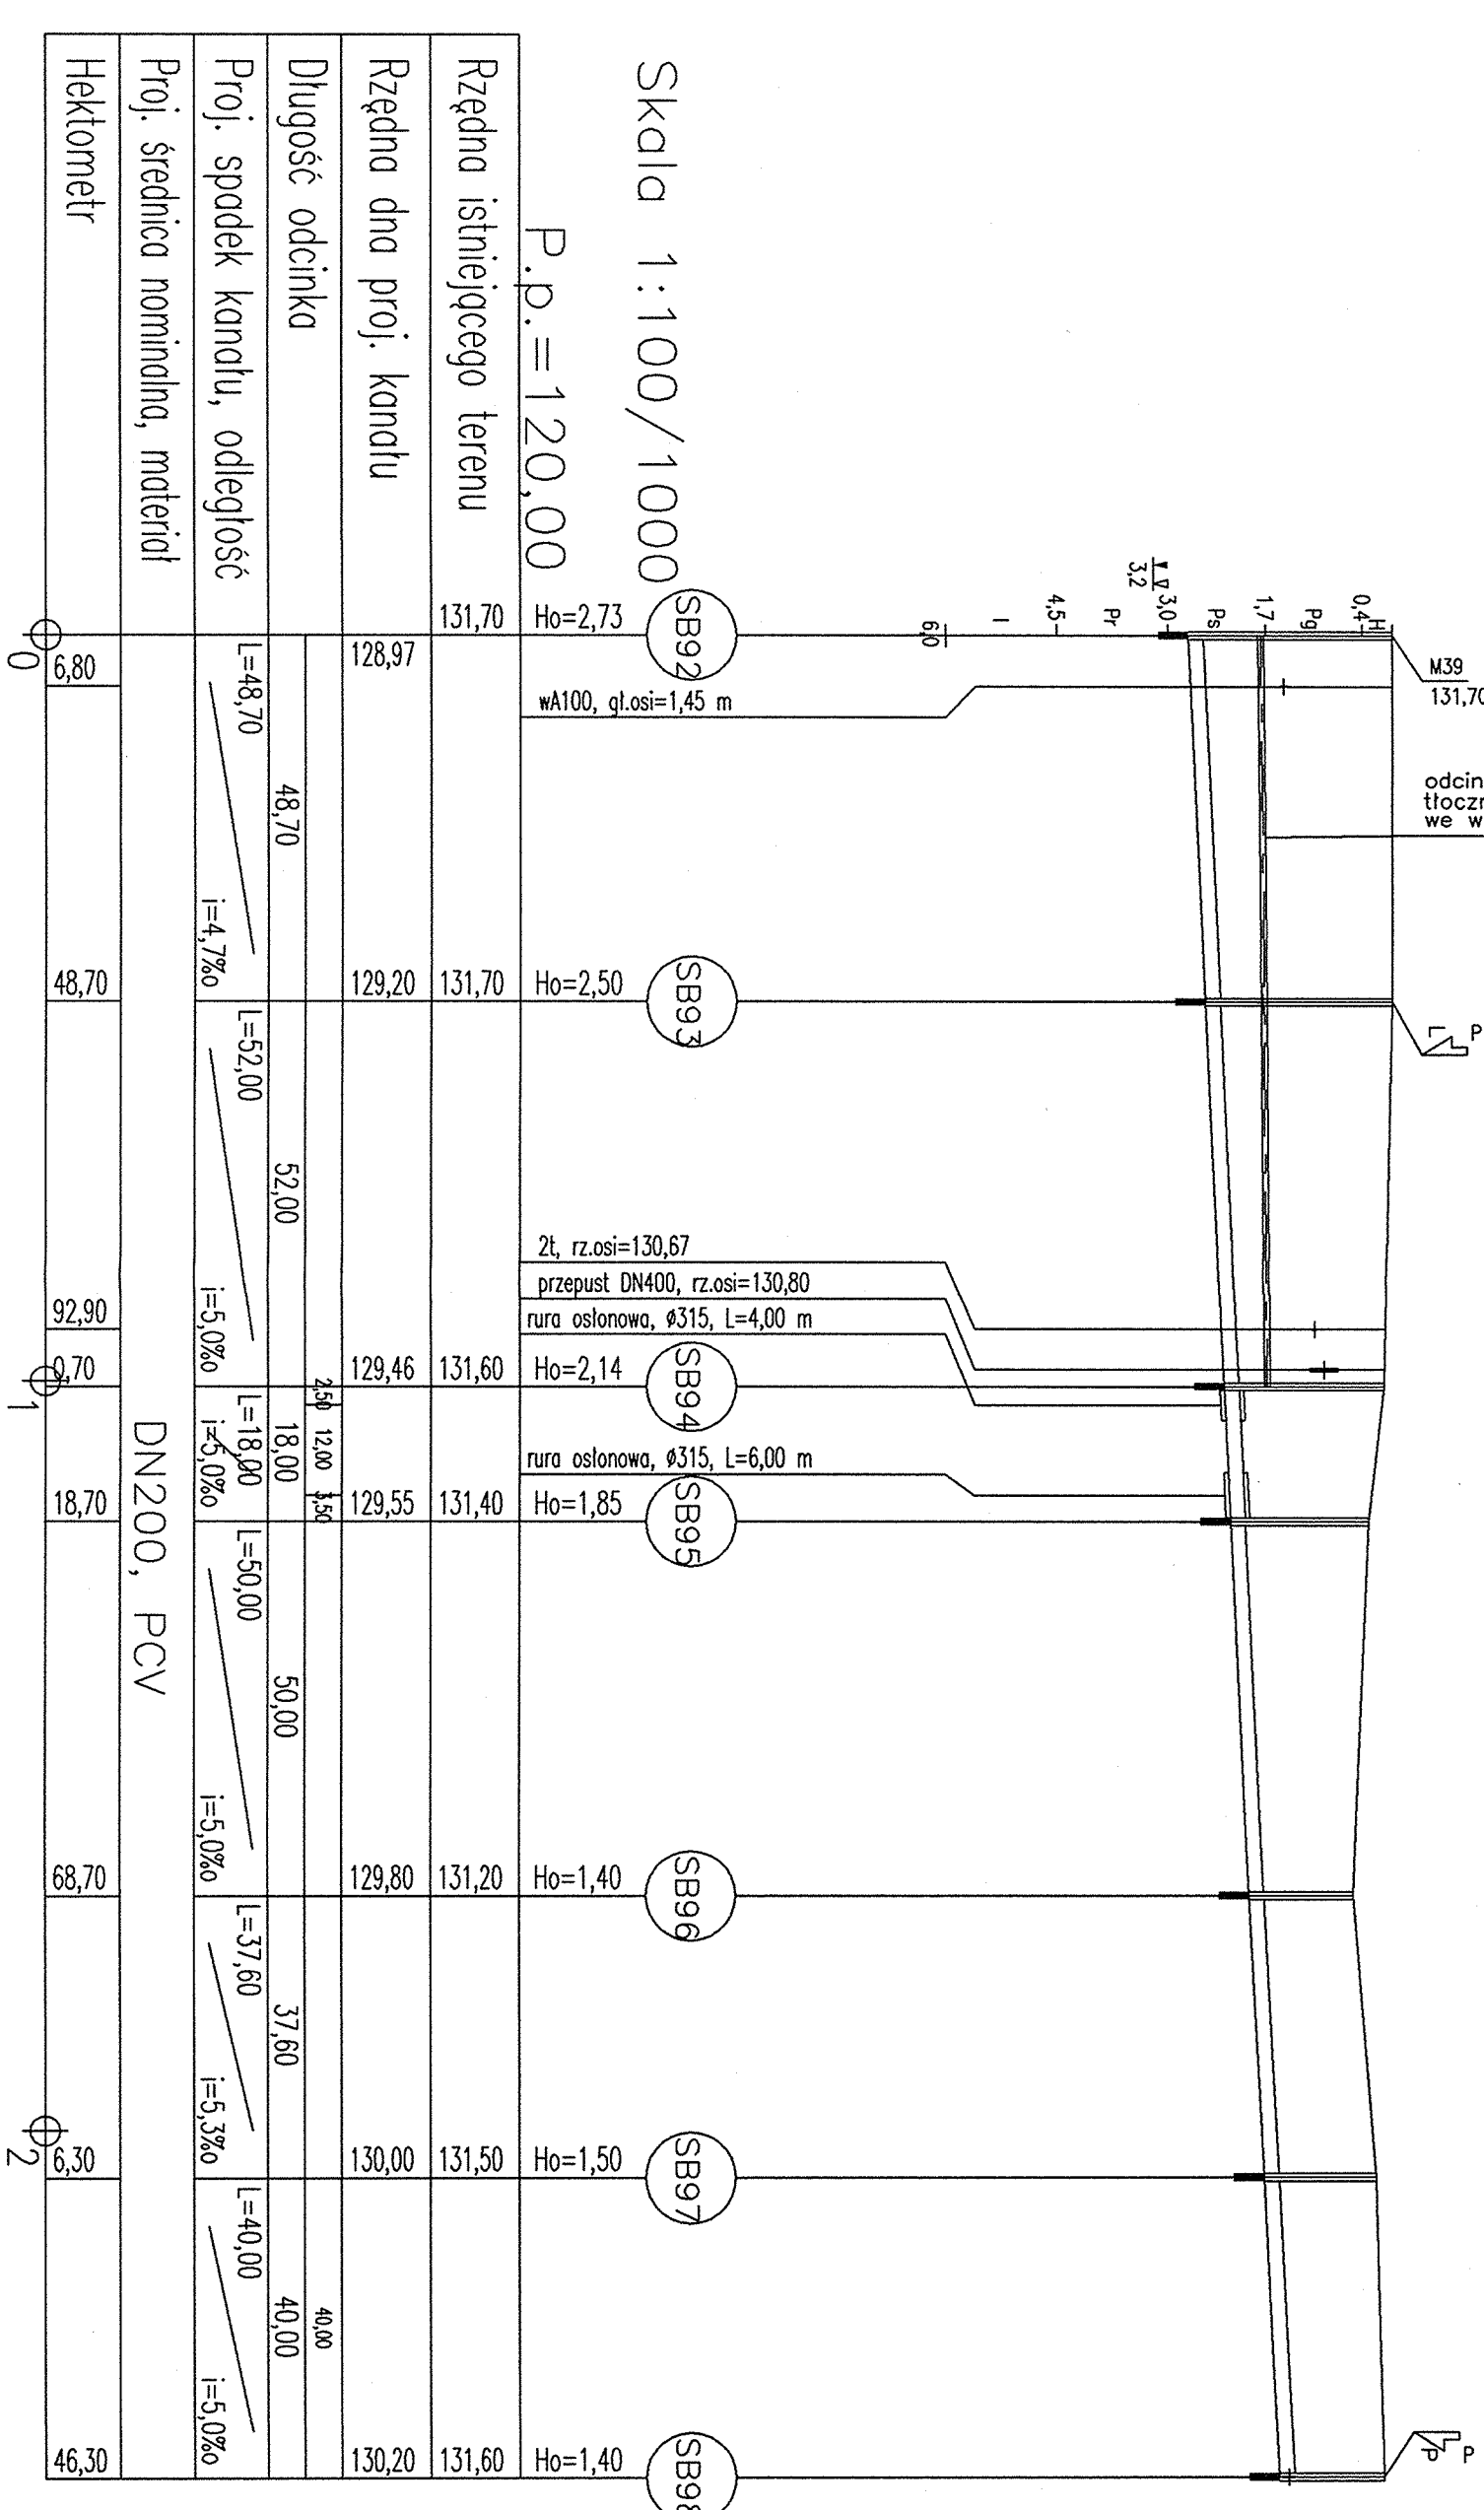 M39
131,70
odcin
tłoczn
we w
P
L
P
P
H
0,4
Pg
1,7
Ps
3,0
3,2
Pr
4,5
I
6,0
Skala 1:100/1000
SB92
SB93
SB94
SB95
SB96
SB97
SB98
P.p.=120,00
Ho=2,73
wA100, gł.osi=1,45 m
Ho=2,50
2t, rz.osi=130,67
przepust DN400, rz.osi=130,80
rura osłonowa, ø315, L=4,00 m
Ho=2,14
rura osłonowa, ø315, L=6,00 m
Ho=1,85
Ho=1,40
Ho=1,50
Ho=1,40
Rzędna istniejącego terenu
131,70
131,70
131,60
131,40
131,20
131,50
131,60
Rzędna dna proj. kanału
128,97
129,20
129,46
129,55
129,80
130,00
130,20
Długość odcinka
2,50
12,00
3,50
40,00
48,70
52,00
18,00
50,00
37,60
40,00
Proj. spadek kanału, odległość
L=48,70
i=4,7‰
L=52,00
i=5,0‰
L=18,00
i=5,0‰
L=50,00
i=5,0‰
L=37,60
i=5,3‰
L=40,00
i=5,0‰
Proj. średnica nominalna, materiał
DN200, PCV
Hektometr
6,80
48,70
92,90
0,70
18,70
68,70
6,30
46,30
0
1
2